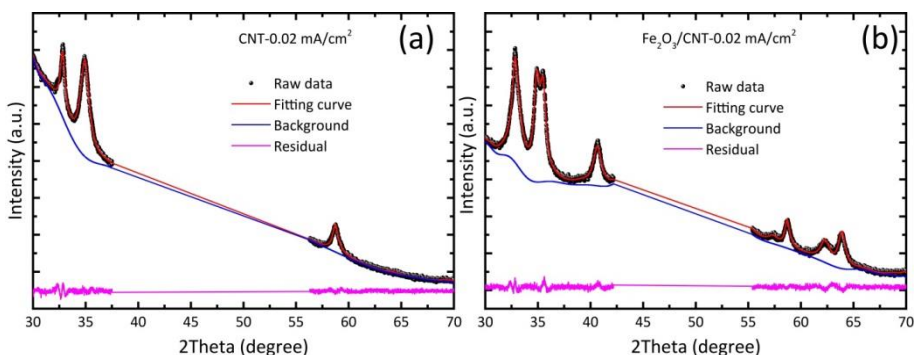 CNT-0.02 mA/cm²
(a)
Raw data
Fitting curve
Background
Residual
Intensity (a.u.)
30 35 40 45 50 55 60 65 70
2Theta (degree)
Fe₂O₃/CNT-0.02 mA/cm²
(b)
Raw data
Fitting curve
Background
Residual
Intensity (a.u.)
30 35 40 45 50 55 60 65 70
2Theta (degree)